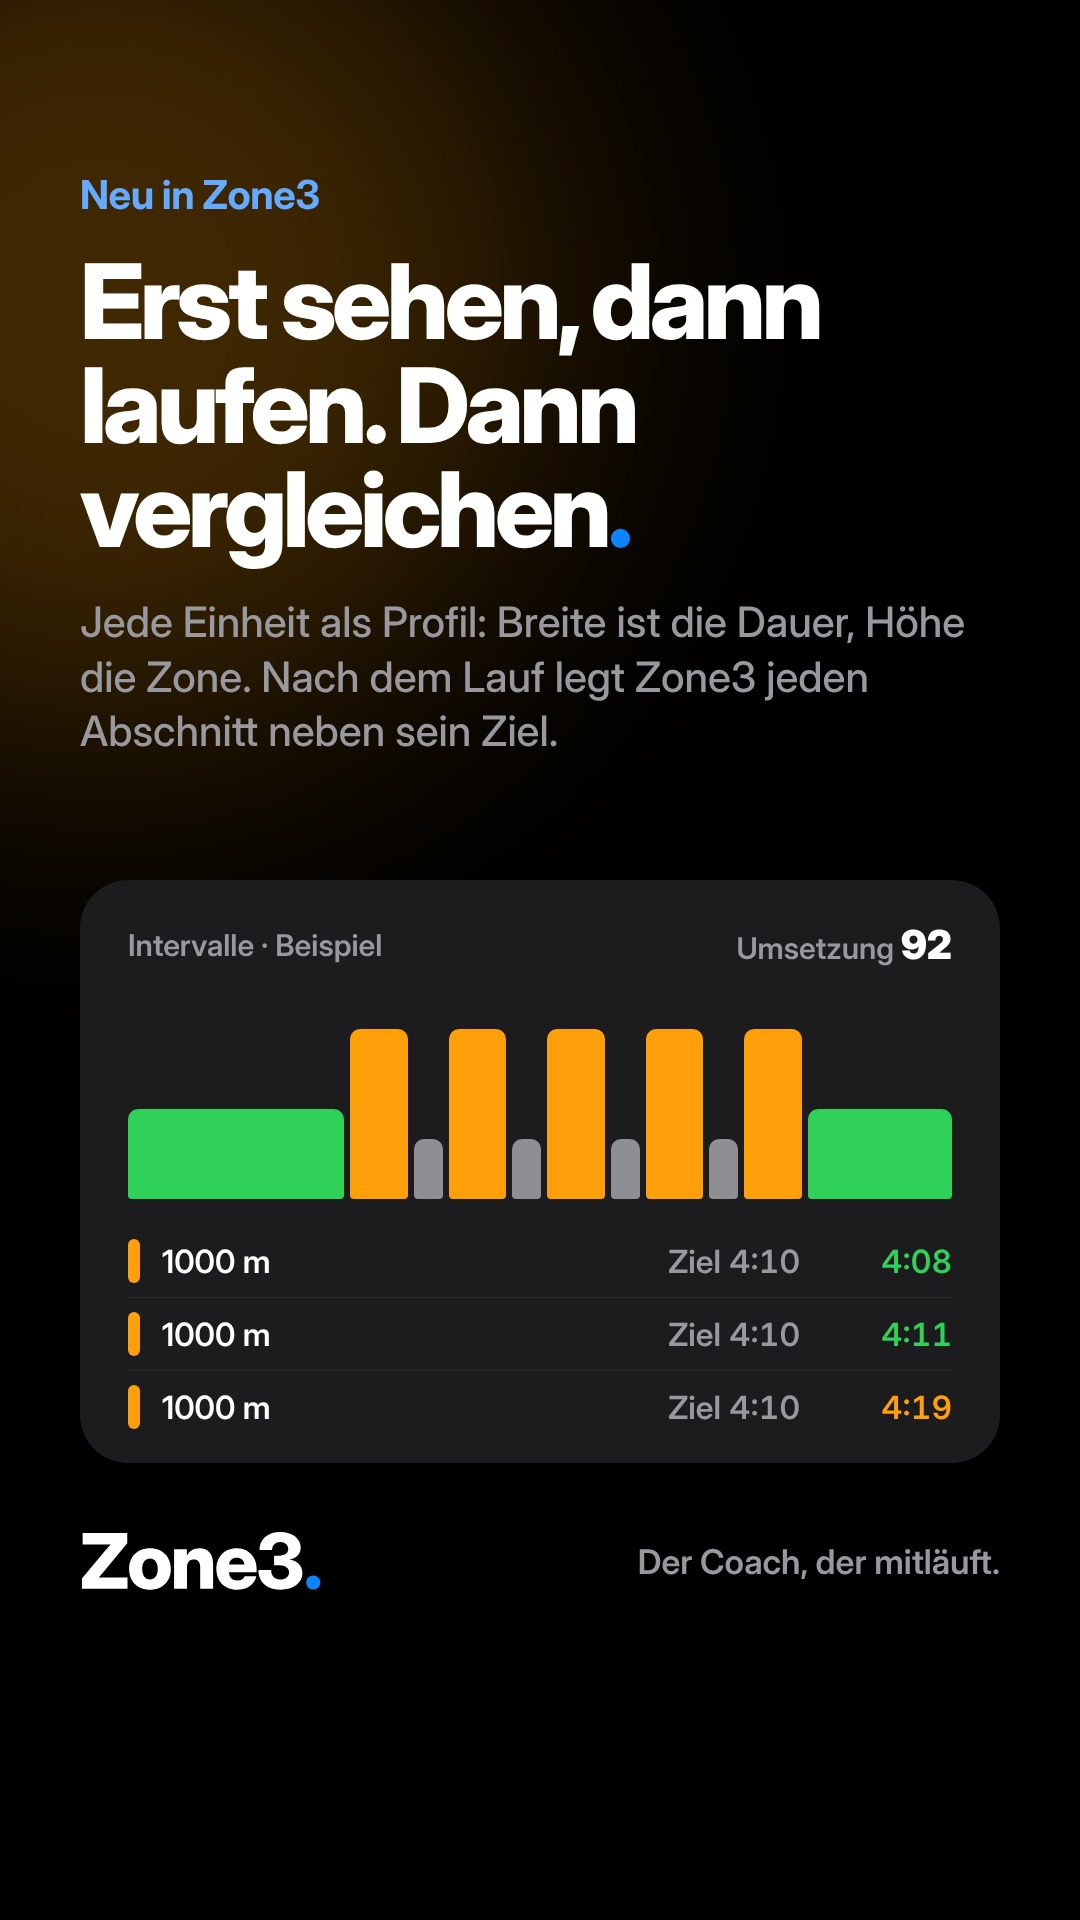 Neu in Zone3
Erst sehen, dann
laufen. Dann
vergleichen.
Jede Einheit als Profil: Breite ist die Dauer, Höhe
die Zone. Nach dem Lauf legt Zone3 jeden
Abschnitt neben sein Ziel.
Intervalle · Beispiel
Umsetzung 92
1000 m Ziel 4:10 4:08
1000 m Ziel 4:10 4:11
1000 m Ziel 4:10 4:19
Zone3.
Der Coach, der mitläuft.